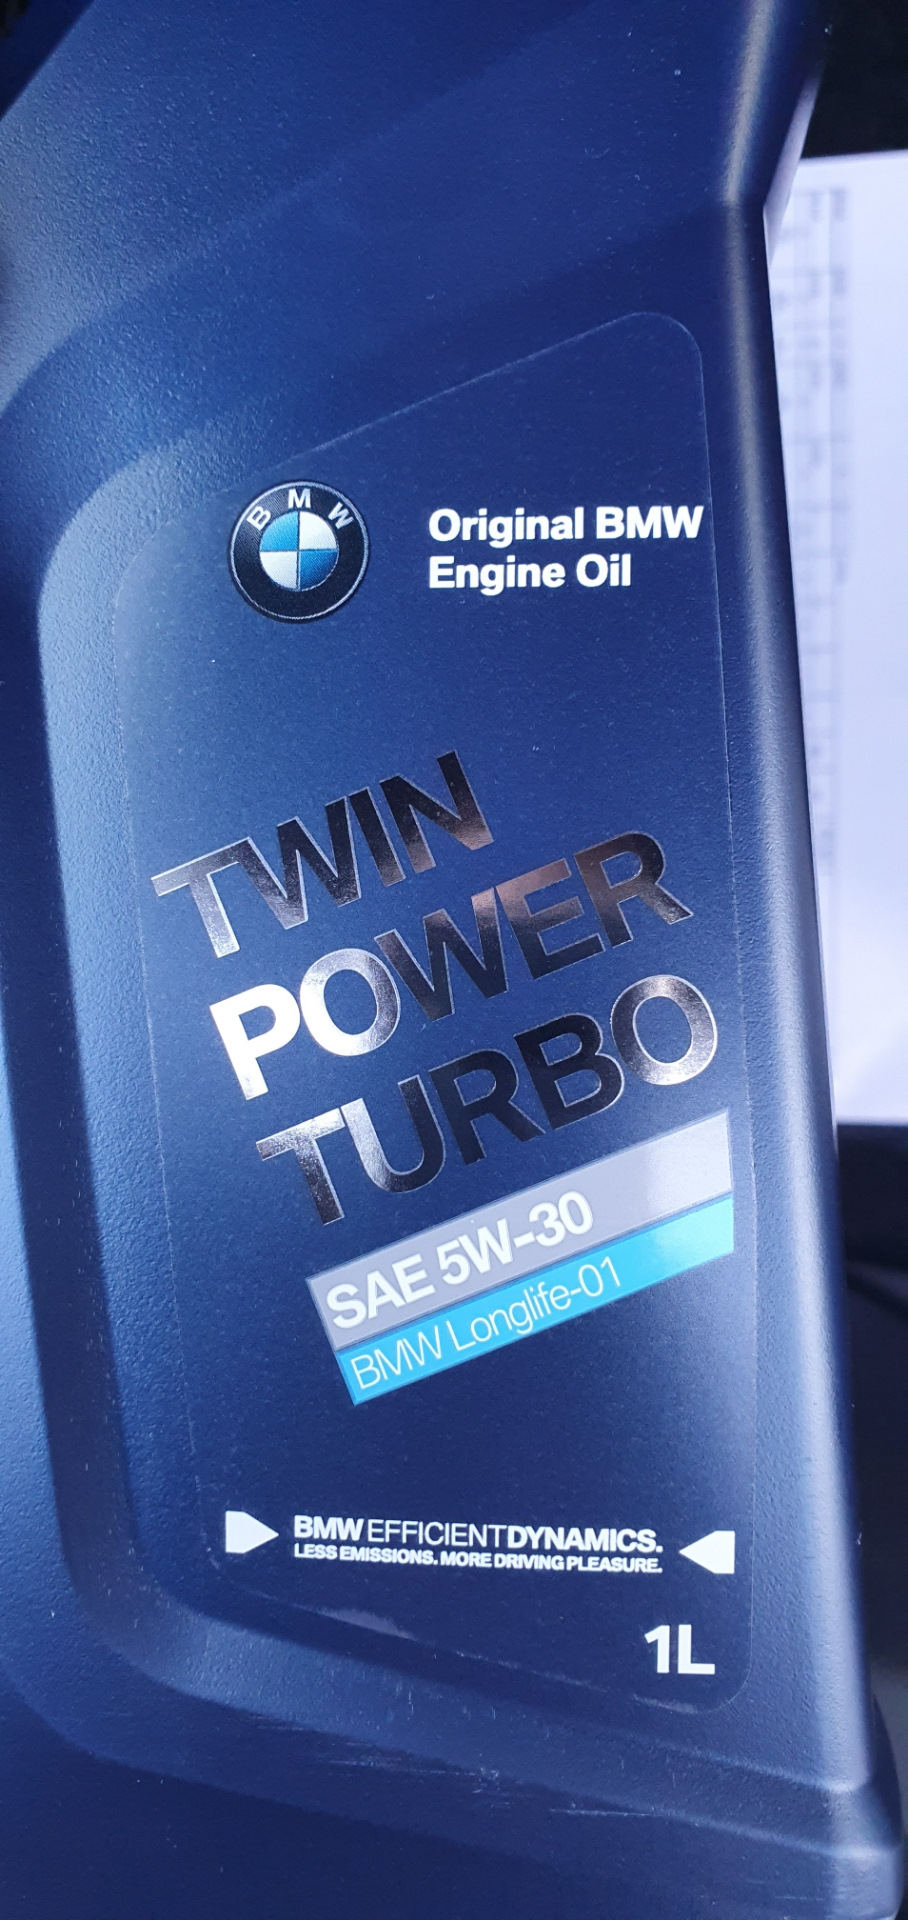 BMW
Original BMW
Engine Oil
TWIN
POWER
TURBO
SAE 5W-30
BMW Longlife-01
BMW EFFICIENTDYNAMICS.
LESS EMISSIONS. MORE DRIVING PLEASURE.
1L